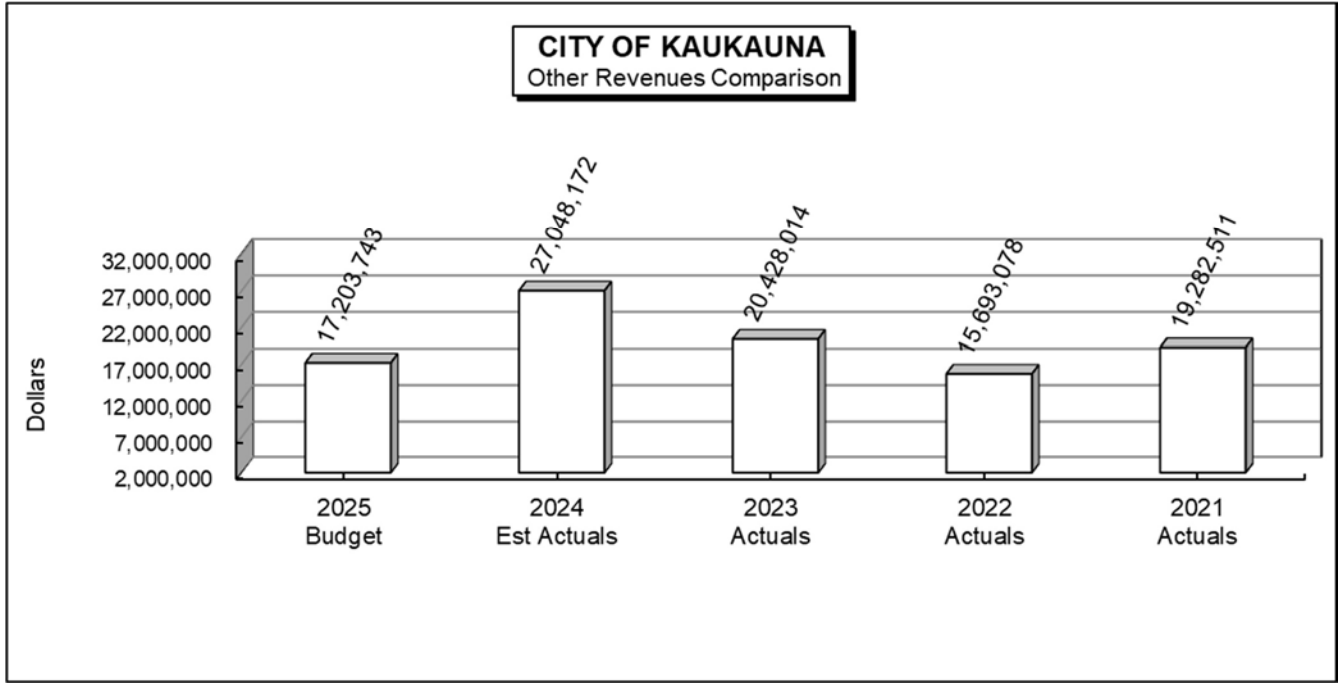 CITY OF KAUKAUNA
Other Revenues Comparison
17,203,743
27,048,172
20,428,014
15,693,078
19,282,511
Dollars
32,000,000
27,000,000
22,000,000
17,000,000
12,000,000
7,000,000
2,000,000
2025
Budget
2024
Est Actuals
2023
Actuals
2022
Actuals
2021
Actuals